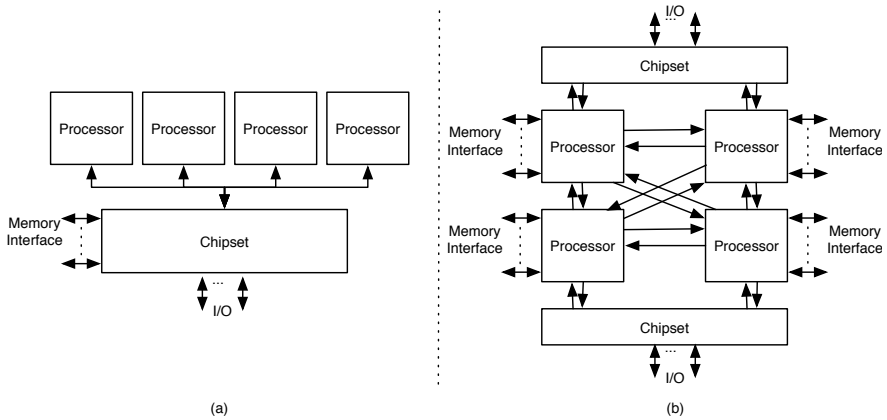 Processor
Processor
Processor
Processor
Memory
Interface
Chipset
...
I/O
(a)
I/O
...
Chipset
Memory
Interface
Processor
Processor
Memory
Interface
Memory
Interface
Processor
Processor
Memory
Interface
Chipset
...
I/O
(b)